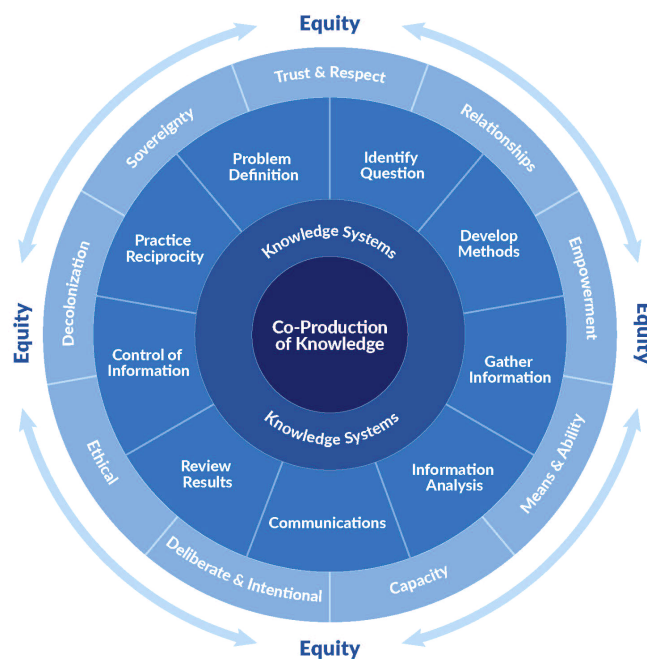 Equity
Trust & Respect
Relationships
Empowerment
Means & Ability
Capacity
Deliberate & Intentional
Ethical
Decolonization
Sovereignty
Equity
Equity
Equity
Problem
Definition
Identify
Question
Develop
Methods
Gather
Information
Information
Analysis
Communications
Review
Results
Control of
Information
Practice
Reciprocity
Knowledge Systems
Co-Production
of Knowledge
Knowledge Systems